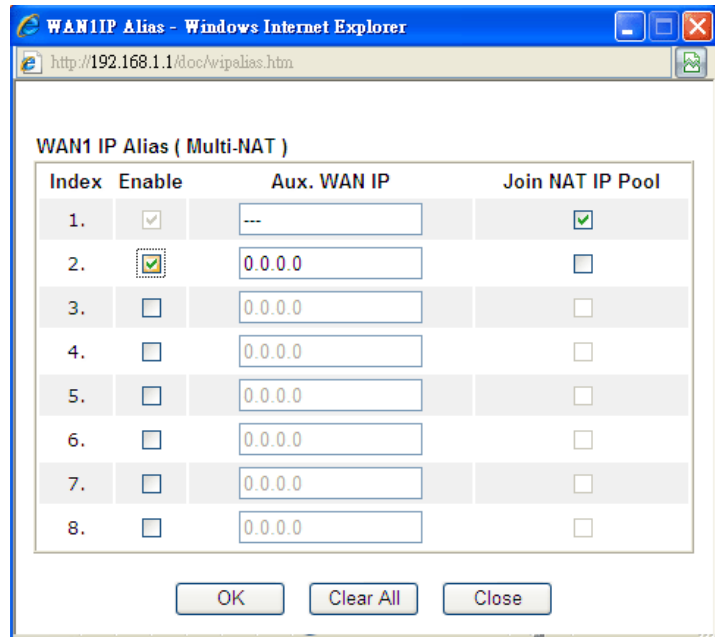 WAN1IP Alias - Windows Internet Explorer
http://192.168.1.1/doc/wipalias.htm
WAN1 IP Alias ( Multi-NAT )
Index Enable Aux. WAN IP Join NAT IP Pool
1. ---
2. 0.0.0.0
3. 0.0.0.0
4. 0.0.0.0
5. 0.0.0.0
6. 0.0.0.0
7. 0.0.0.0
8. 0.0.0.0
OK Clear All Close